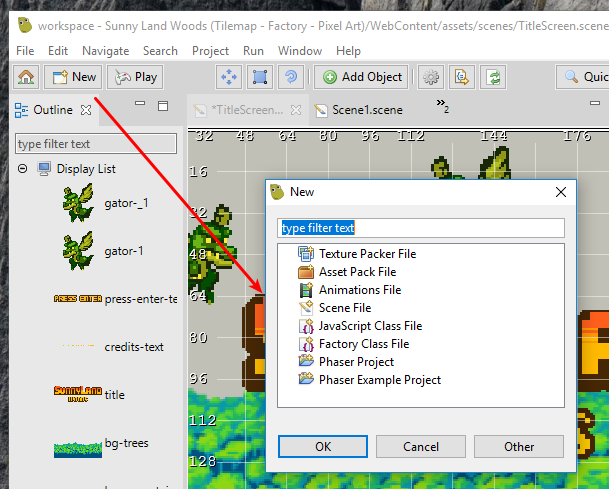 workspace - Sunny Land Woods (Tilemap - Factory - Pixel Art)/WebContent/assets/scenes/TitleScreen.scene
File Edit Navigate Search Project Run Window Help
New Play Add Object Quic
Outline
*TitleScreen...
Scene1.scene
»2
type filter text
Display List
gator-_1
gator-1
PRESS ENTER
press-enter-te
credits-text
SunnyLand
title
bg-trees
32 48 64 80 96 112 128 144 176
16
32
48
64
80
96
112
128
New
type filter text
Texture Packer File
Asset Pack File
Animations File
Scene File
JavaScript Class File
Factory Class File
Phaser Project
Phaser Example Project
OK Cancel Other